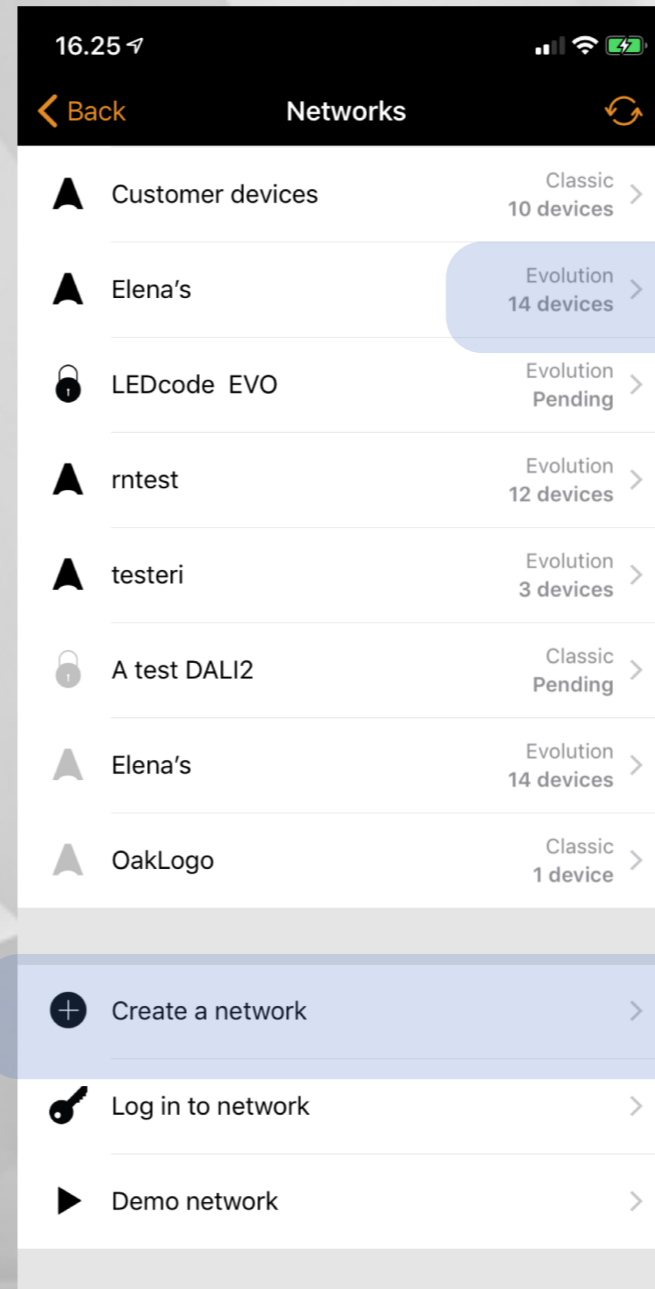 16.25
Back
Networks
Customer devices
Classic
10 devices
Elena’s
Evolution
14 devices
LEDcode EVO
Evolution
Pending
rntest
Evolution
12 devices
testeri
Evolution
3 devices
A test DALI2
Classic
Pending
Elena’s
Evolution
14 devices
OakLogo
Classic
1 device
Create a network
Log in to network
Demo network